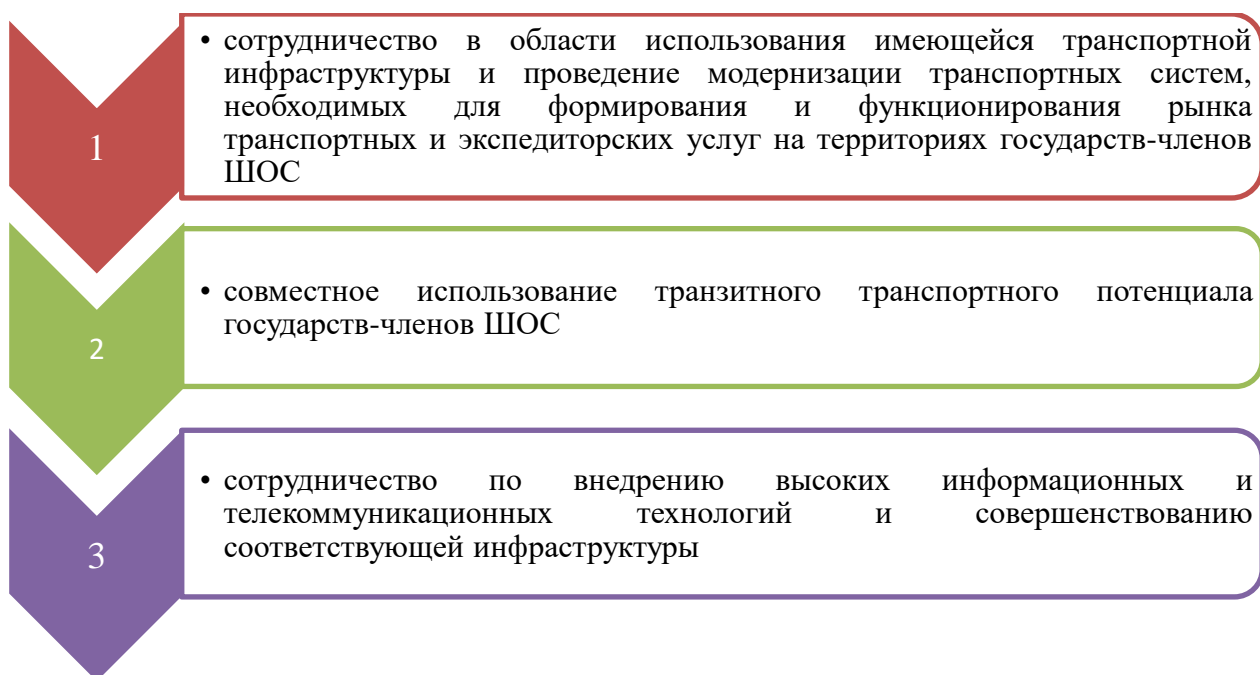 1
• сотрудничество в области использования имеющейся транспортной
инфраструктуры и проведение модернизации транспортных систем,
необходимых для формирования и функционирования рынка
транспортных и экспедиторских услуг на территориях государств-членов
ШОС
2
• совместное использование транзитного транспортного потенциала
государств-членов ШОС
3
• сотрудничество по внедрению высоких информационных и
телекоммуникационных технологий и совершенствованию
соответствующей инфраструктуры